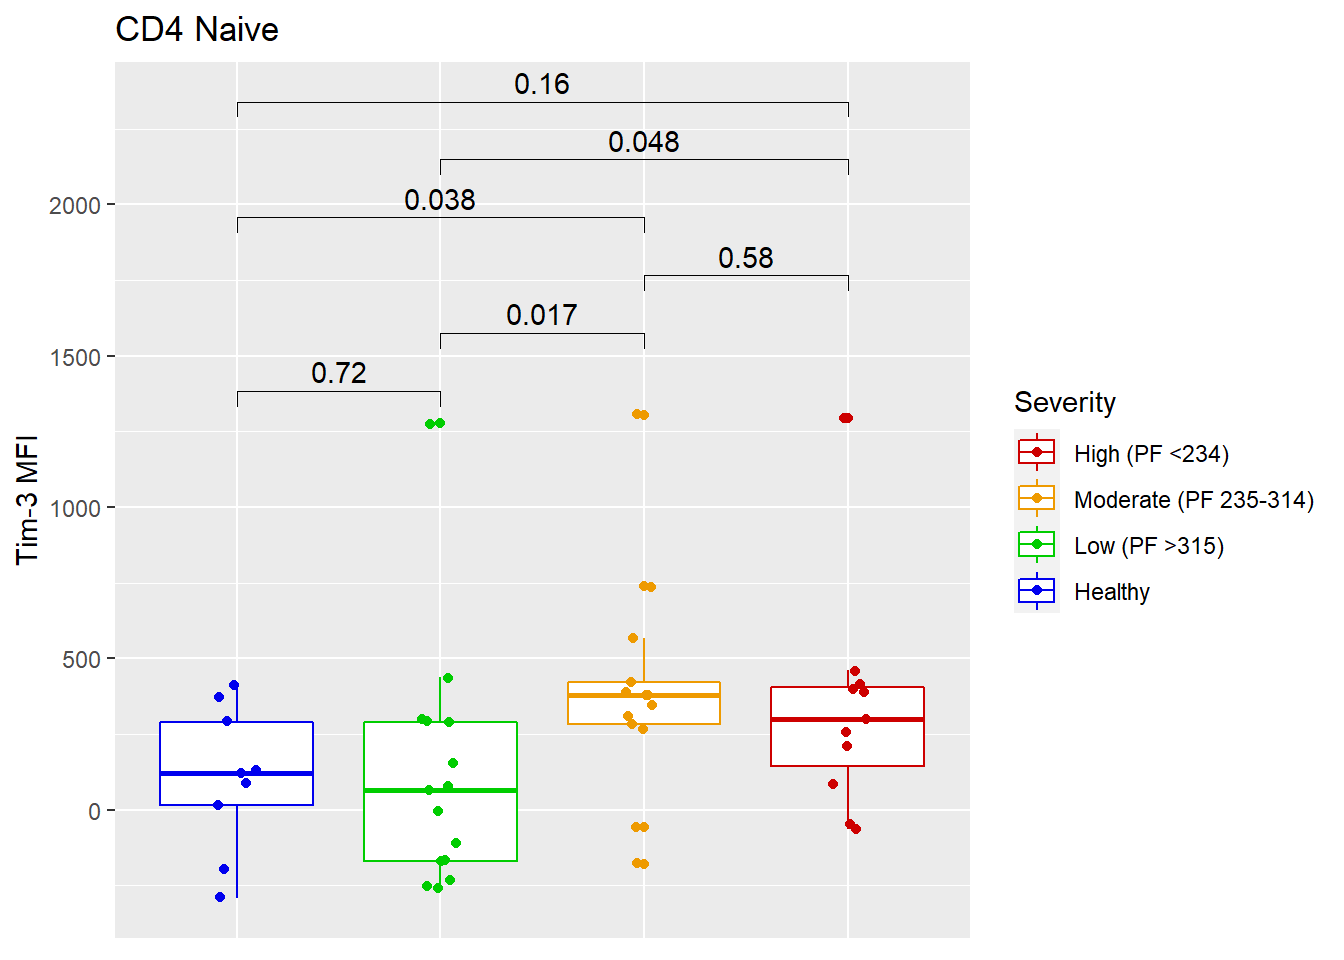 CD4 Naive
0.16
0.048
0.038
0.58
0.017
0.72
2000
1500
1000
500
0
Tim-3 MFI
Severity
High (PF <234)
Moderate (PF 235-314)
Low (PF >315)
Healthy